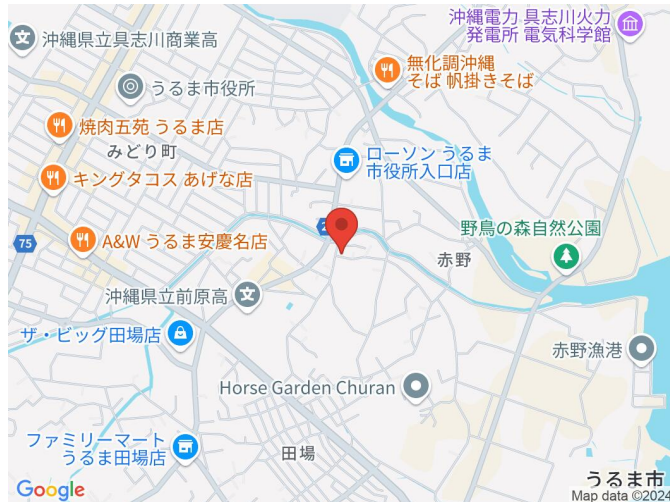 沖縄電力 具志川火力
発電所 電気科学館
沖縄県立具志川商業高
無化調沖縄
そば 帆掛きそば
うるま市役所
焼肉五苑 うるま店
みどり町
ローソン うるま
市役所入口店
キングタコス あげな店
野鳥の森自然公園
75
A&W うるま安慶名店
赤野
沖縄県立前原高
ザ・ビッグ田場店
赤野漁港
Horse Garden Churan
ファミリーマート
うるま田場店
田場
うるま市
Google
Map data ©2024